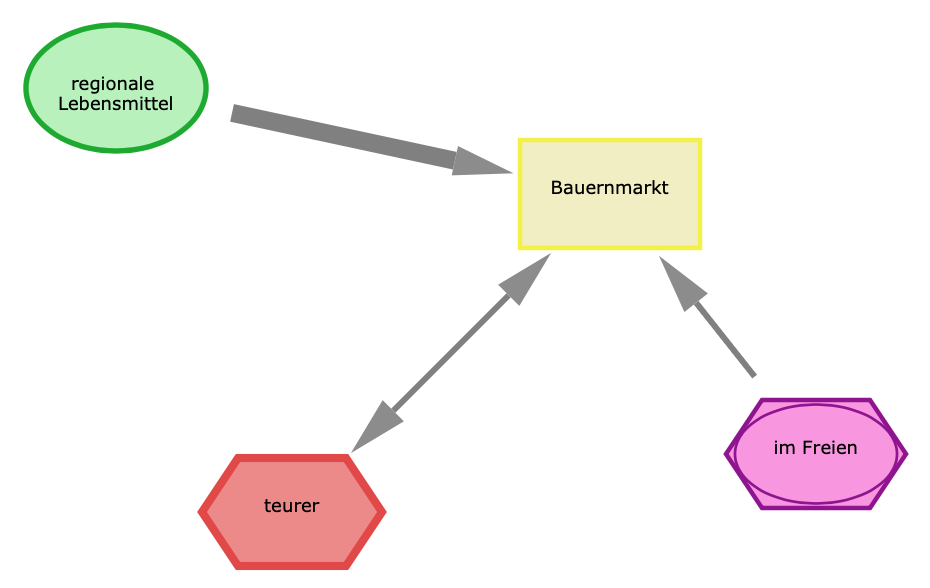 regionale
Lebensmittel
Bauernmarkt
im Freien
teurer